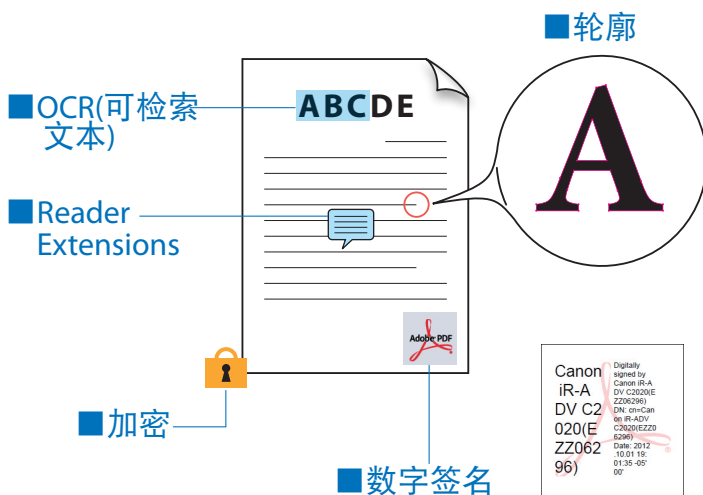 ■轮廓
■OCR(可检索
文本)
ABCDE
A
■Reader
Extensions
Adobe PDF
■加密
■数字签名
Canon
iR-A
DV C2
020(E
ZZ062
96)
Digitally
signed by
Canon iR-A
DV C2020(E
ZZ06296)
DN: cn=Can
on iR-ADV
C2020(EZZ0
6296)
Date: 2012
.10.01 19:
01:35 -05'
00'